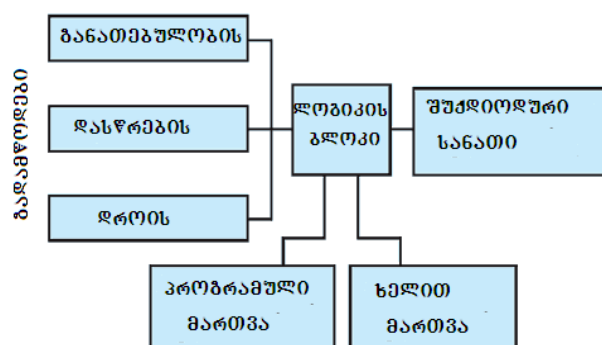 გადამწოდები
განათებულობის
დასწრების
დროის
ლოგიკის
ბლოკი
შუქდიოდური
სანათი
პროგრამული
მართვა
ხელით
მართვა